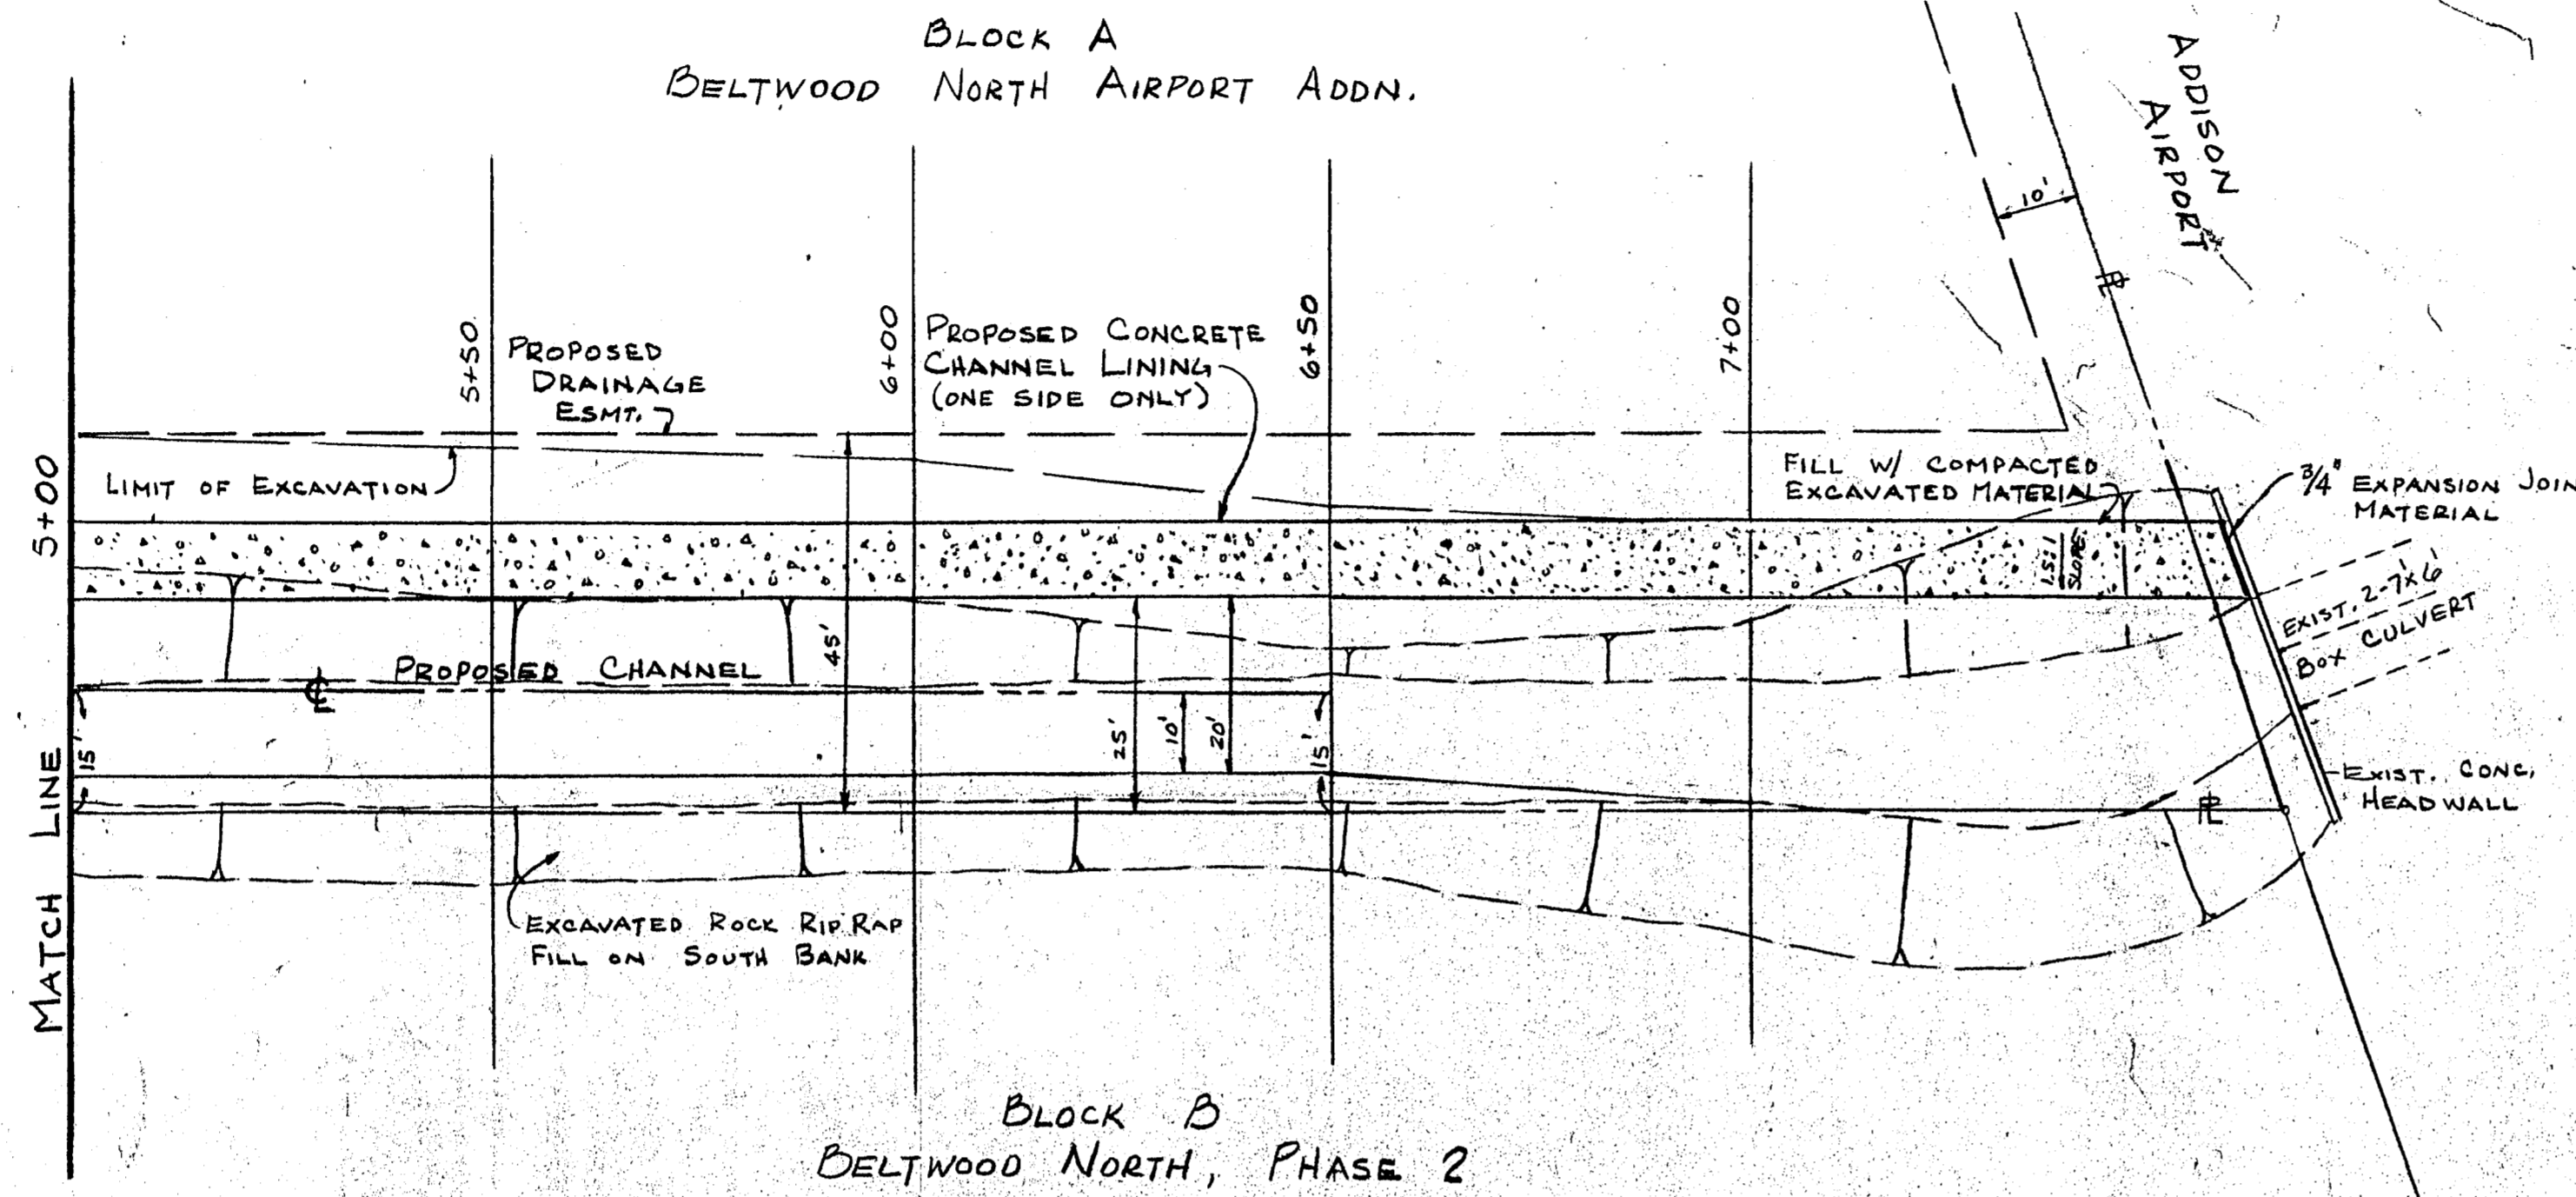 BLOCK A
BELTWOOD NORTH AIRPORT ADDN.
ADDISON
AIRPORT
10'
5+50
6+00
6+50
7+00
PROPOSED
DRAINAGE
ESMT.
PROPOSED CONCRETE
CHANNEL LINING
(ONE SIDE ONLY)
LIMIT OF EXCAVATION
FILL W/ COMPACTED
EXCAVATED MATERIAL
3/4" EXPANSION JOIN
MATERIAL
1.5:1
SLOPE
EXIST. 2-7'x6'
BOX CULVERT
PROPOSED CHANNEL
℄
45'
25'
10'
20'
15'
15'
MATCH LINE 5+00
EXIST. CONC.
HEADWALL
EXCAVATED ROCK RIP RAP
FILL ON SOUTH BANK
BLOCK B
BELTWOOD NORTH, PHASE 2